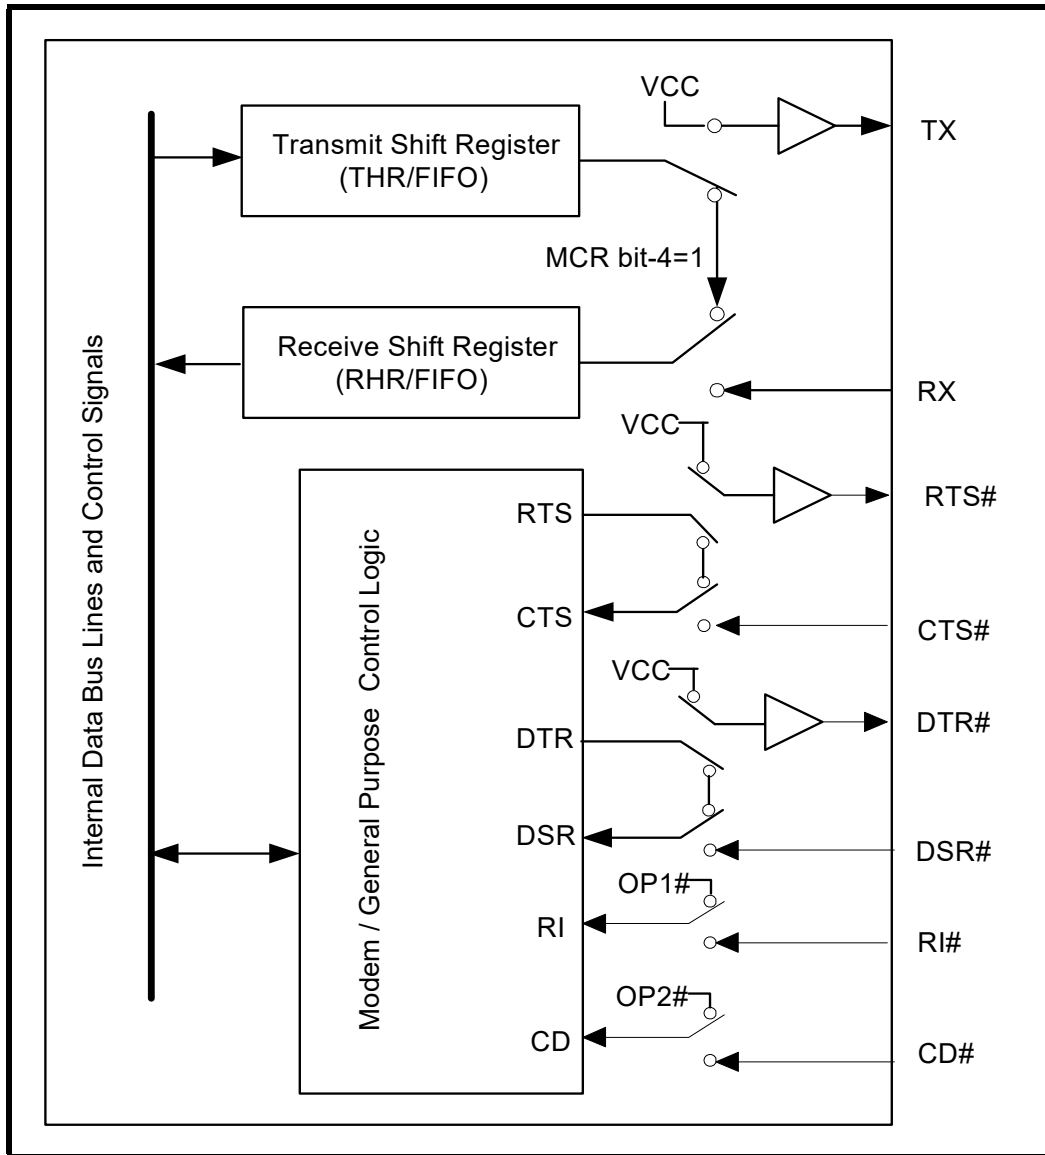 VCC
TX
Transmit Shift Register
(THR/FIFO)
MCR bit-4=1
Receive Shift Register
(RHR/FIFO)
RX
VCC
RTS#
RTS
CTS
CTS#
VCC
DTR#
DTR
DSR
DSR#
OP1#
RI
RI#
OP2#
CD
CD#
Internal Data Bus Lines and Control Signals
Modem / General Purpose Control Logic